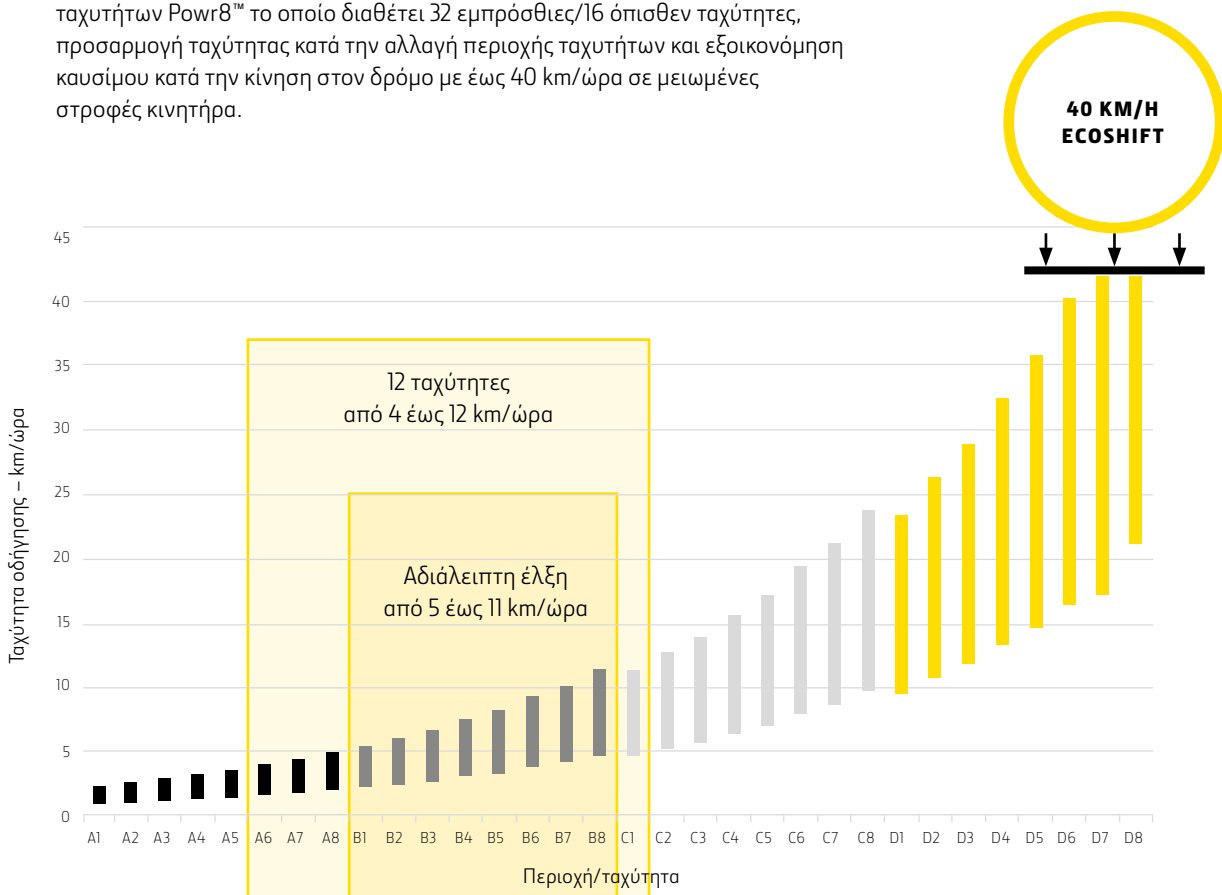 ταχυτήτων Powr8™ το οποίο διαθέτει 32 εμπρόσθιες/16 όπισθεν ταχύτητες,
προσαρμογή ταχύτητας κατά την αλλαγή περιοχής ταχυτήτων και εξοικονόμηση
καυσίμου κατά την κίνηση στον δρόμο με έως 40 km/ώρα σε μειωμένες
στροφές κινητήρα.
40 KM/H
ECOSHIFT
Ταχύτητα οδήγησης – km/ώρα
45
40
35
30
25
20
15
10
5
0
12 ταχύτητες
από 4 έως 12 km/ώρα
Αδιάλειπτη έλξη
από 5 έως 11 km/ώρα
A1 A2 A3 A4 A5 A6 A7 A8 B1 B2 B3 B4 B5 B6 B7 B8 C1 C2 C3 C4 C5 C6 C7 C8 D1 D2 D3 D4 D5 D6 D7 D8
Περιοχή/ταχύτητα